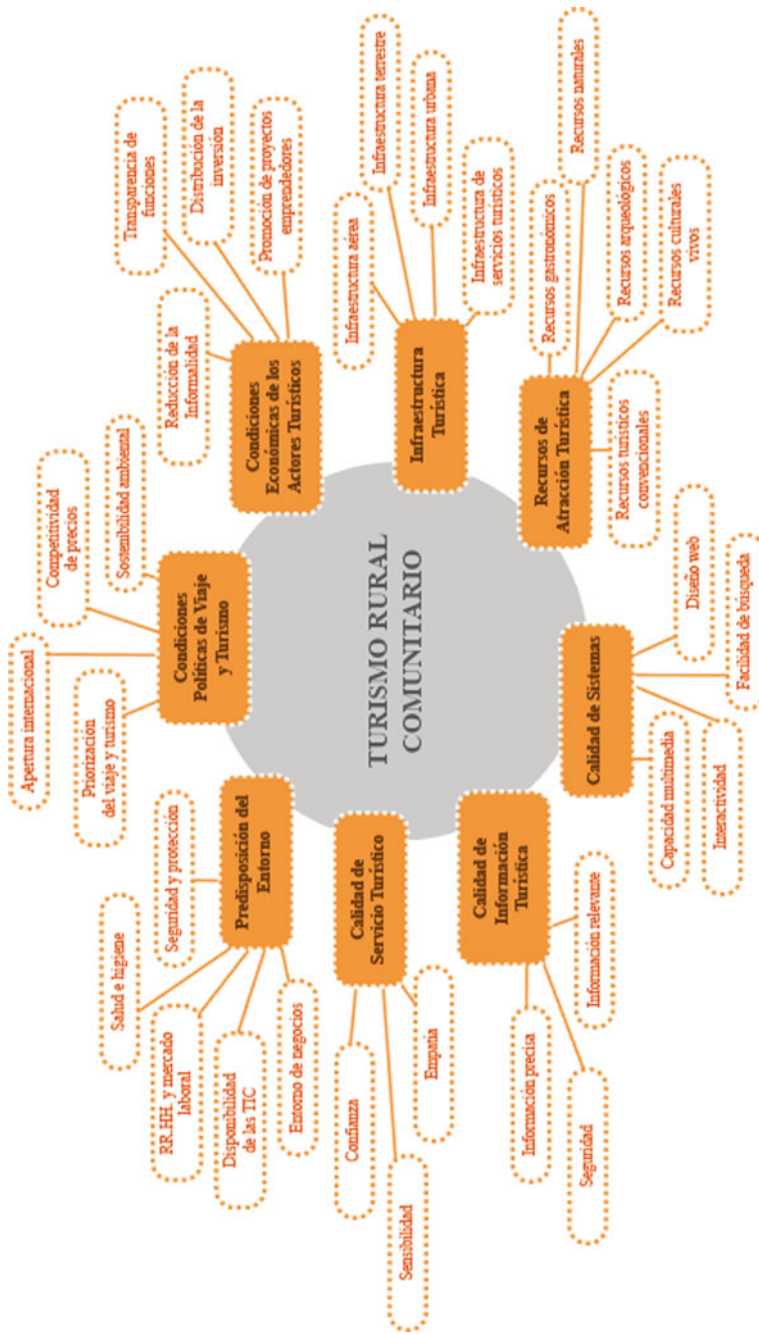 TURISMO RURAL
COMUNITARIO
Condiciones
Políticas de Viaje
y Turismo
Priorización
del viaje y turismo
Apertura internacional
Competitividad
de precios
Sostenibilidad ambiental
Condiciones
Económicas de los
Actores Turísticos
Reducción de la
Informalidad
Transparencia de
funciones
Distribución de la
inversión
Promoción de proyectos
emprendedores
Infraestructura
Turística
Infraestructura aérea
Infraestructura terrestre
Infraestructura urbana
Infraestructura de
servicios turísticos
Recursos de
Atracción Turística
Recursos gastronómicos
Recursos naturales
Recursos arqueológicos
Recursos culturales
vivos
Recursos turísticos
convencionales
Calidad de Sistemas
Diseño web
Facilidad de búsqueda
Interactividad
Capacidad multimedia
Calidad de
Información
Turística
Información relevante
Información precisa
Seguridad
Calidad de
Servicio Turístico
Confianza
Sensibilidad
Empatía
Predisposición del
Entorno
Seguridad y protección
Salud e higiene
RR.HH. y mercado
laboral
Disponibilidad
de las TIC
Entorno de negocios